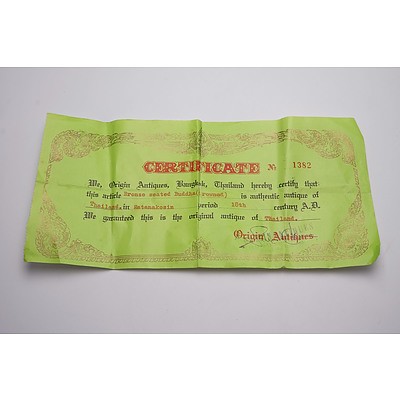 CERTIFICATE № 1382
We, Origin Antiques, Bangkok, Thailand hereby certify that
this article Bronze seated Buddha( ) is authentic antique of
Thailand, in Ratanakosin period 18th century A.D.
We garanteed this is the original antique of Thailand.
Origin Antiques